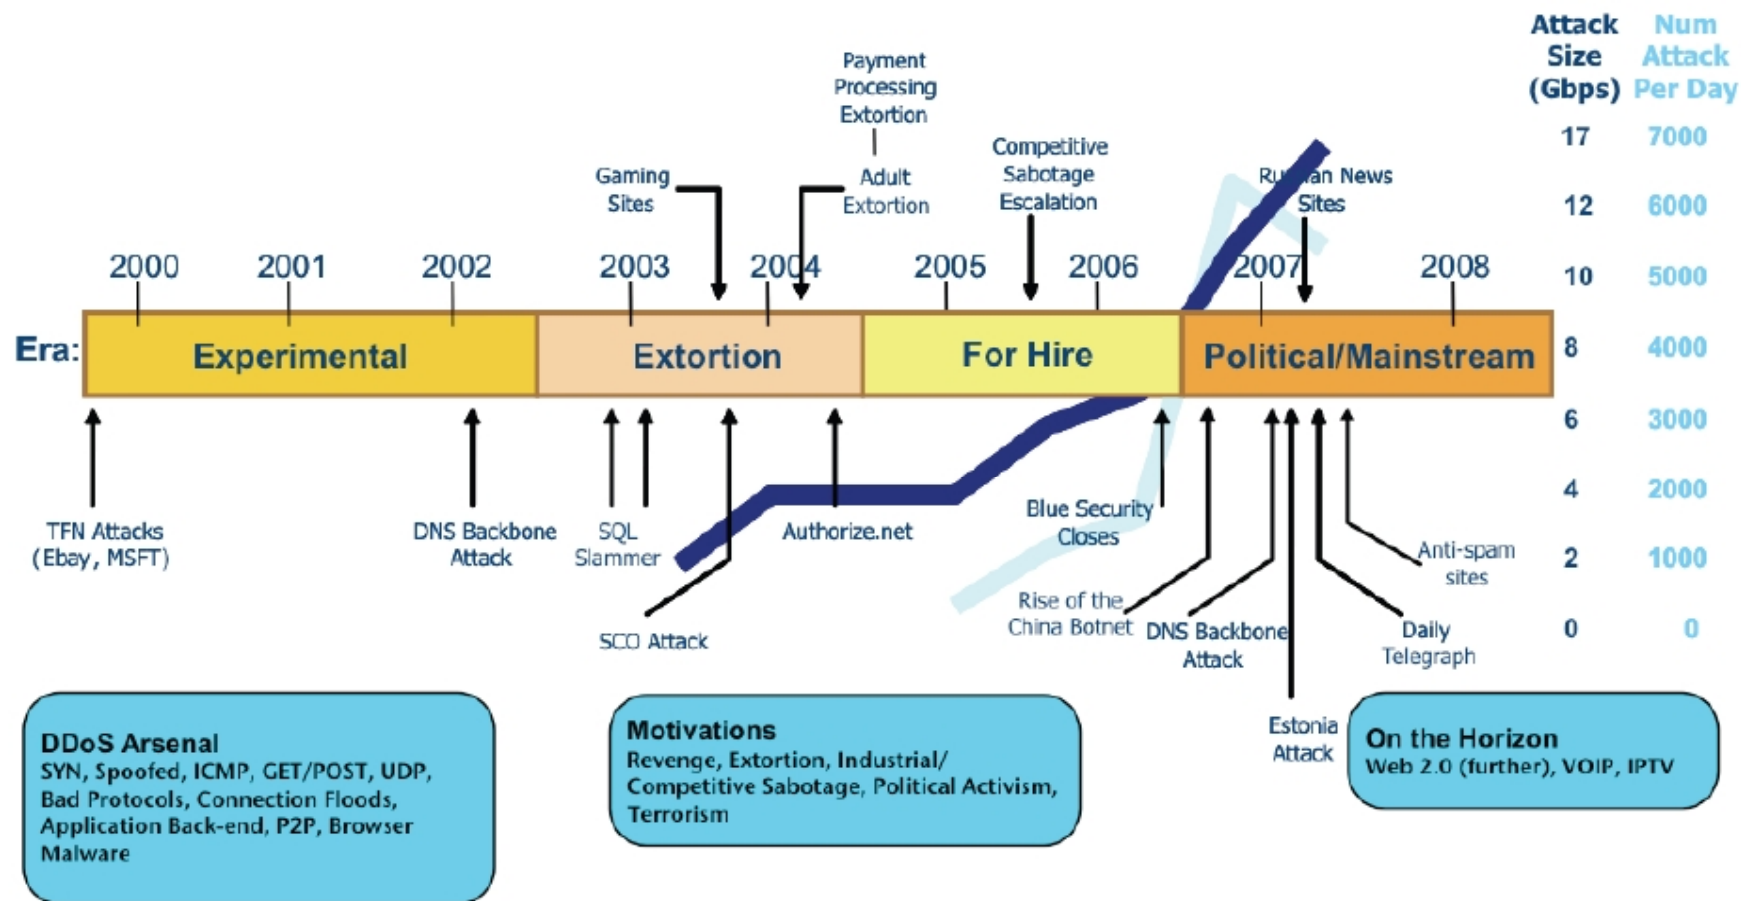 Attack
Size
(Gbps)
Num
Attack
Per Day
Payment
Processing
Extortion
Competitive
Sabotage
Escalation
Gaming
Sites
Adult
Extortion
Russian News
Sites
17 7000
12 6000
10 5000
8 4000
6 3000
4 2000
2 1000
0 0
2000 2001 2002 2003 2004 2005 2006 2007 2008
Era: Experimental Extortion For Hire Political/Mainstream
TFN Attacks
(Ebay, MSFT)
DNS Backbone
Attack
SQL
Slammer
SCO Attack
Authorize.net
Blue Security
Closes
Rise of the
China Botnet
DNS Backbone
Attack
Estonia
Attack
Daily
Telegraph
Anti-spam
sites
DDoS Arsenal
SYN, Spoofed, ICMP, GET/POST, UDP,
Bad Protocols, Connection Floods,
Application Back-end, P2P, Browser
Malware
Motivations
Revenge, Extortion, Industrial/
Competitive Sabotage, Political Activism,
Terrorism
On the Horizon
Web 2.0 (further), VOIP, IPTV